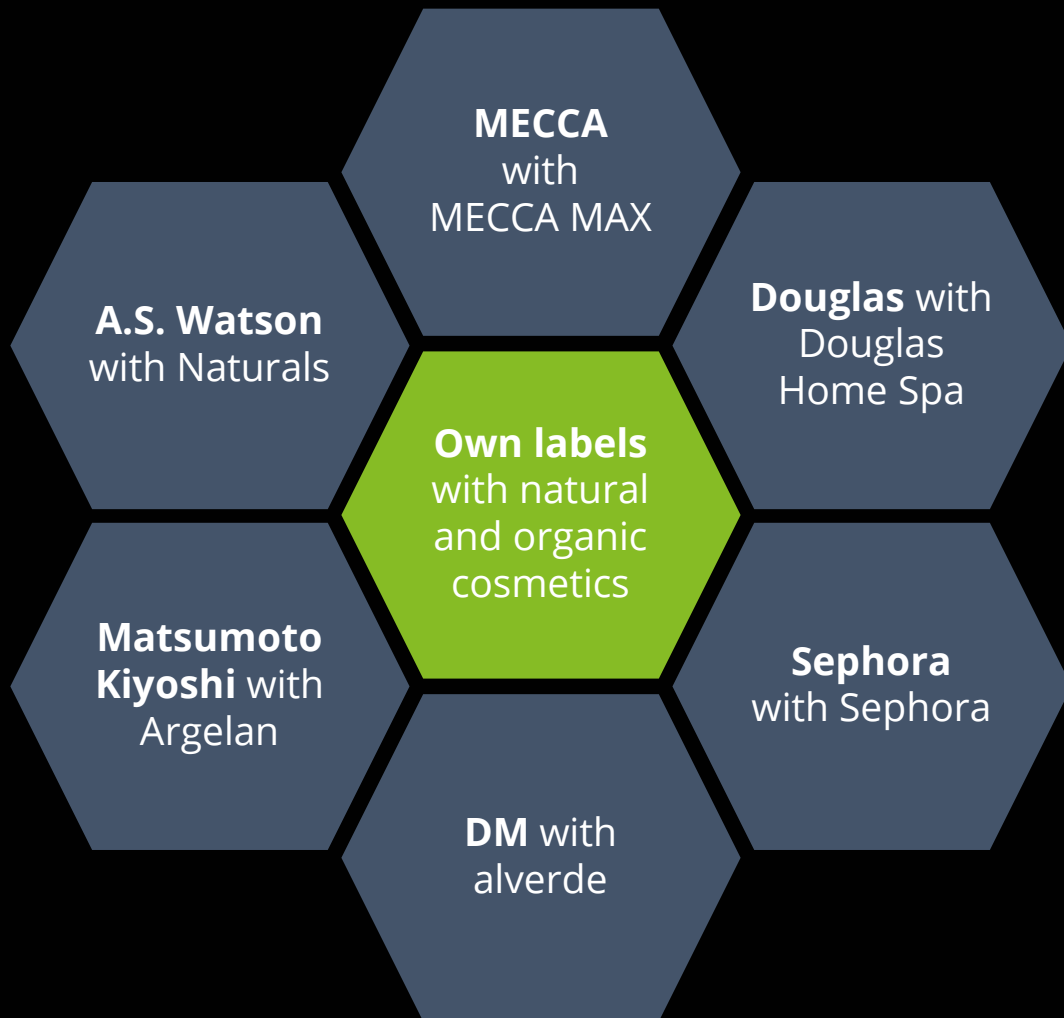 MECCA
with
MECCA MAX
A.S. Watson
with Naturals
Douglas with
Douglas
Home Spa
Own labels
with natural
and organic
cosmetics
Matsumoto
Kiyoshi with
Argelan
Sephora
with Sephora
DM with
alverde